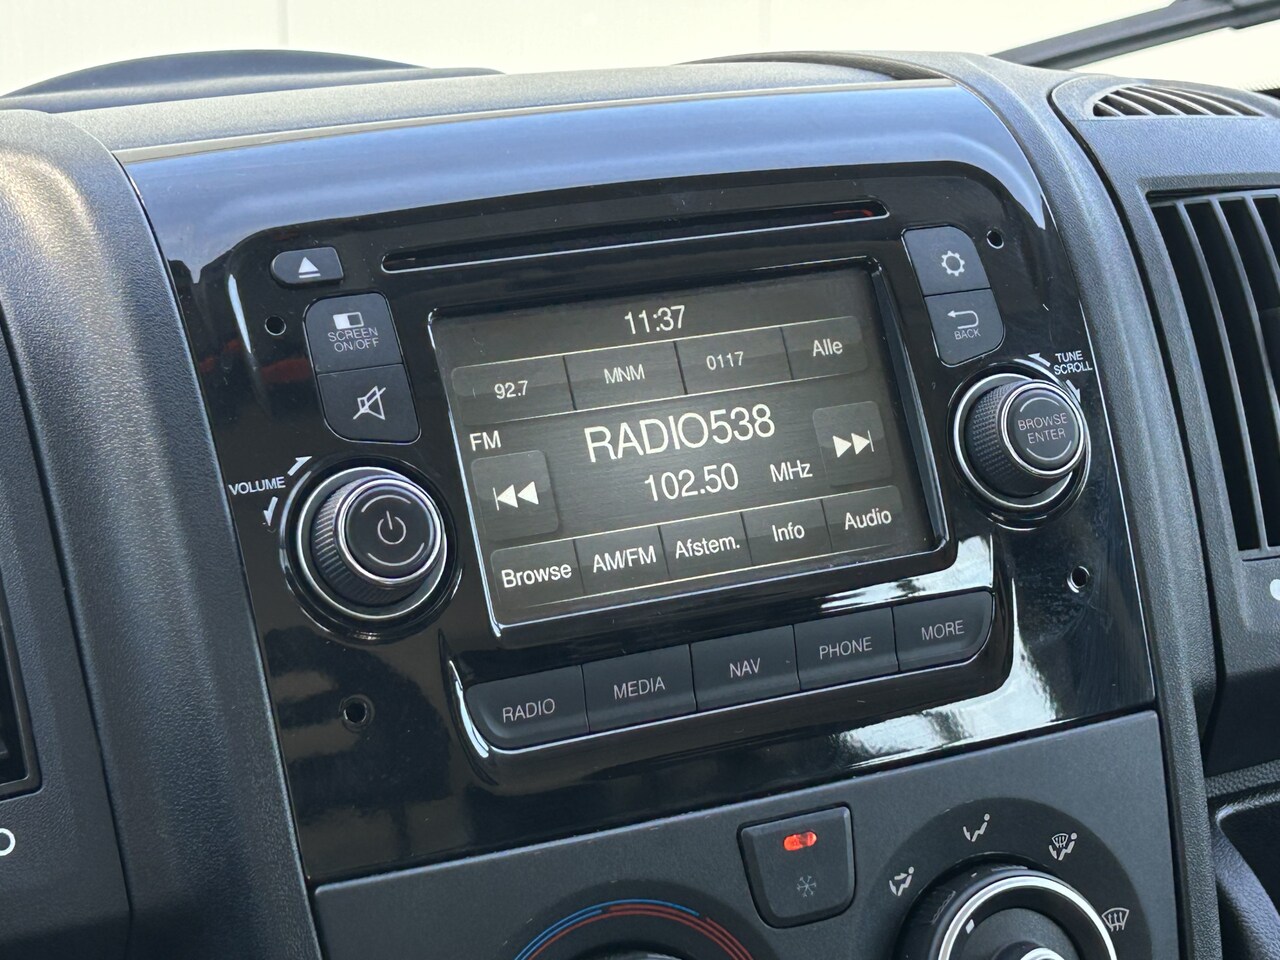 SCREEN
ON/OFF
VOLUME
11:37
92.7 MNM 0117 Alle
FM
RADIO538
102.50 MHz
Browse AM/FM Afstem. Info Audio
BACK
TUNE
SCROLL
BROWSE
ENTER
RADIO MEDIA NAV PHONE MORE